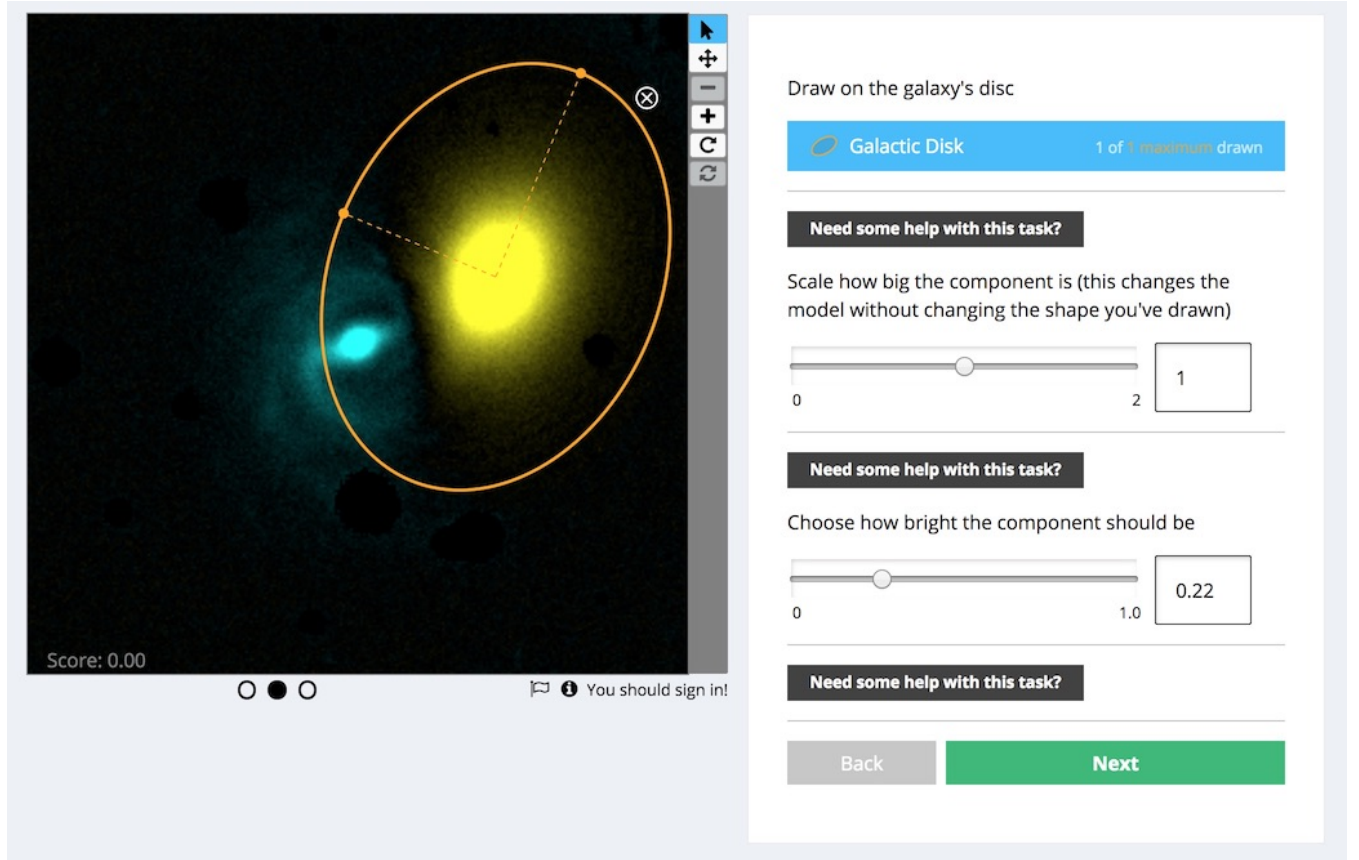 Score: 0.00
You should sign in!
Draw on the galaxy's disc
Galactic Disk 1 of 1 maximum drawn
Need some help with this task?
Scale how big the component is (this changes the
model without changing the shape you've drawn)
1
0 2
Need some help with this task?
Choose how bright the component should be
0.22
0 1.0
Need some help with this task?
Back Next